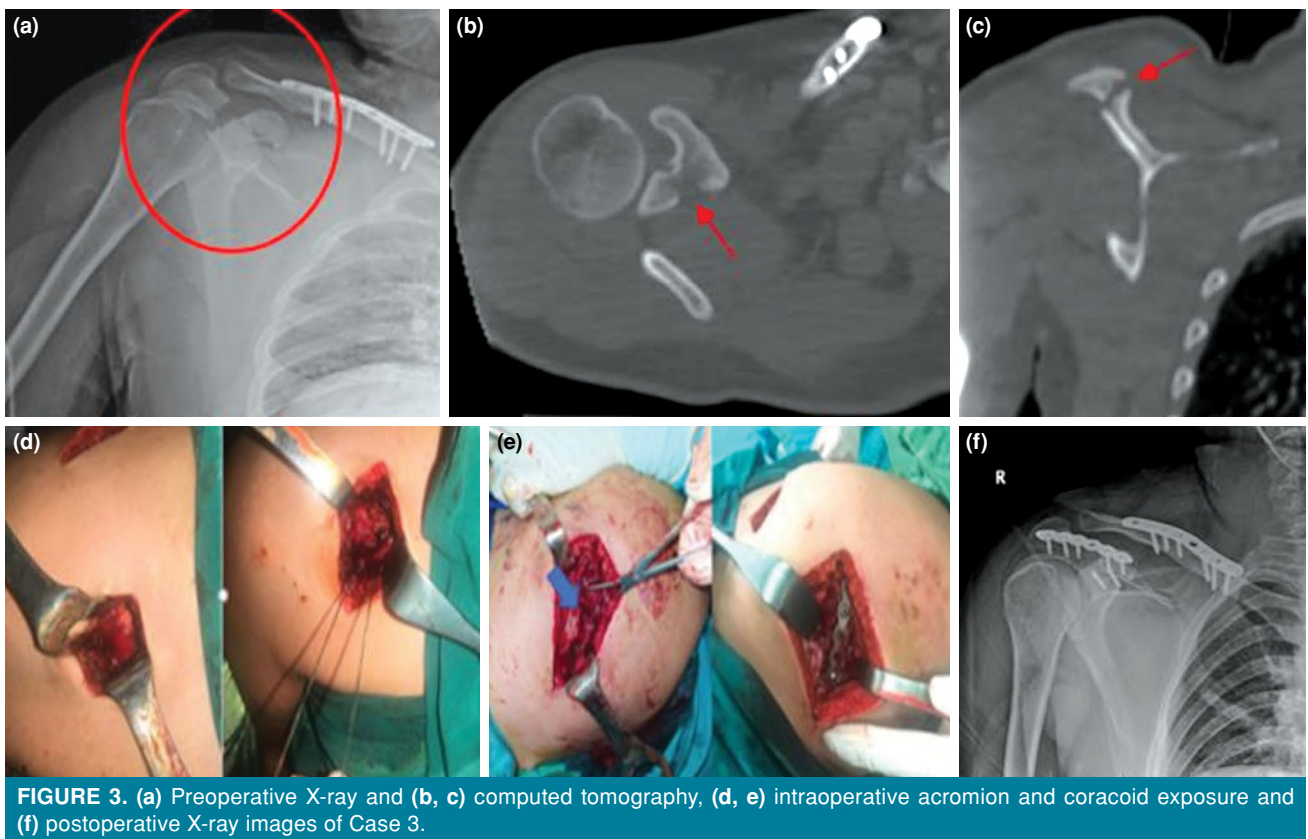 (a)
(b)
(c)
(d)
(e)
(f)
R
FIGURE 3. (a) Preoperative X-ray and (b, c) computed tomography, (d, e) intraoperative acromion and coracoid exposure and
(f) postoperative X-ray images of Case 3.